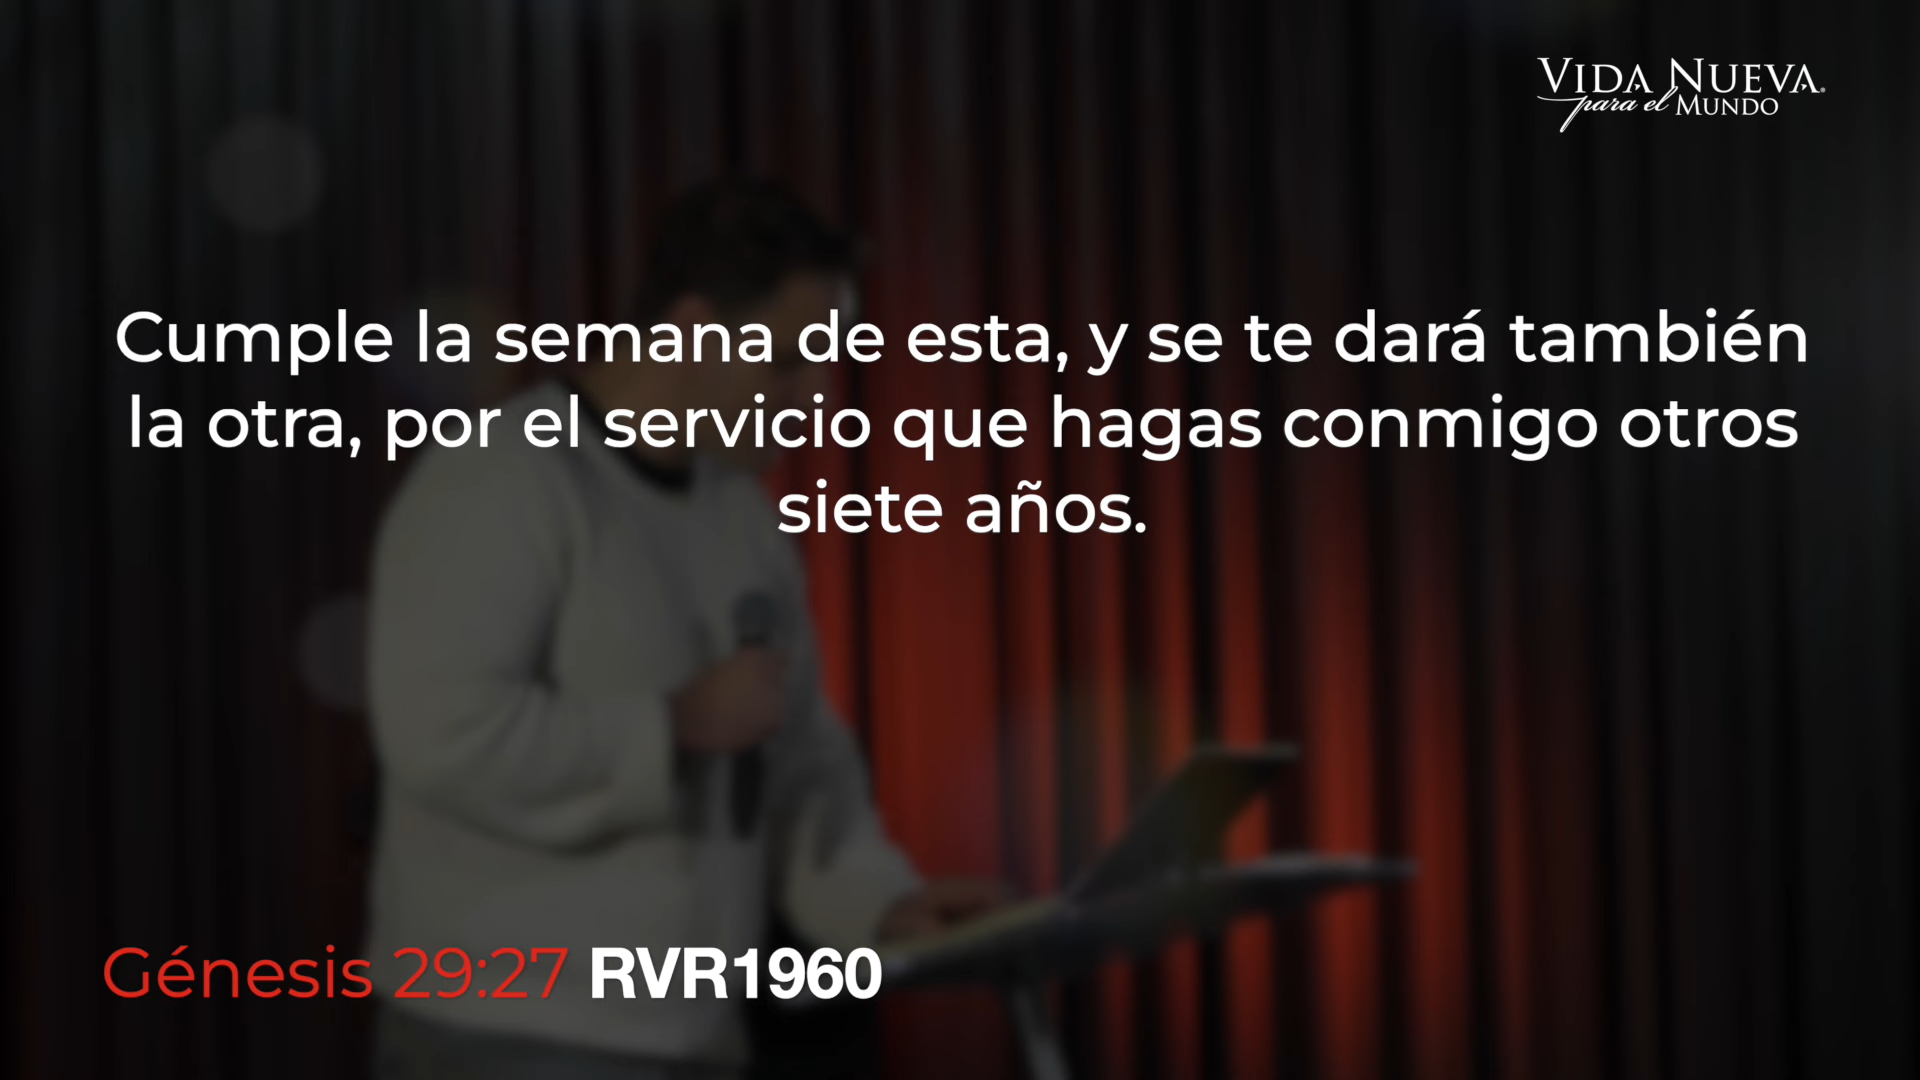 VIDA NUEVA
para el MUNDO
Cumple la semana de esta, y se te dará también
la otra, por el servicio que hagas conmigo otros
siete años.
Génesis 29:27 RVR1960